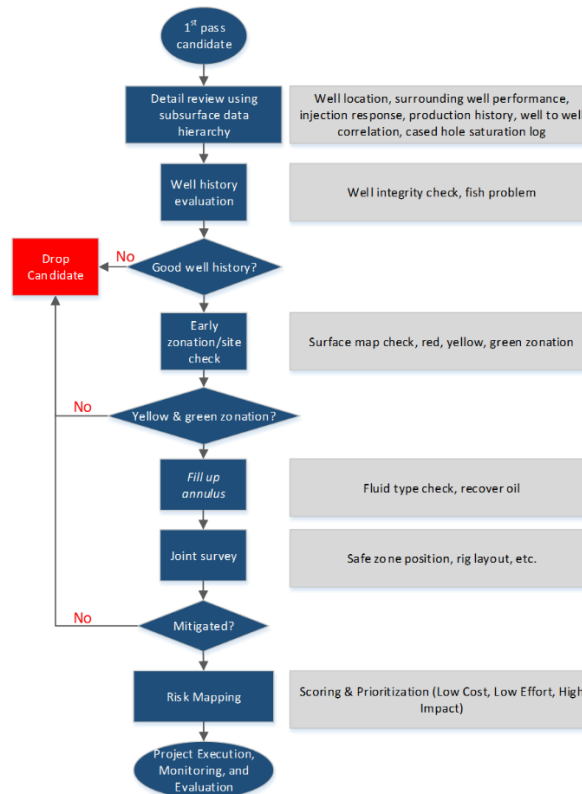 1st pass
candidate
Detail review using
subsurface data
hierarchy
Well location, surrounding well performance,
injection response, production history, well to well
correlation, cased hole saturation log
Well history
evaluation
Well integrity check, fish problem
Drop
Candidate
No
Good well history?
Early
zonation/site
check
Surface map check, red, yellow, green zonation
No
Yellow & green zonation?
Fill up
annulus
Fluid type check, recover oil
Joint survey
Safe zone position, rig layout, etc.
No
Mitigated?
Risk Mapping
Scoring & Prioritization (Low Cost, Low Effort, High
Impact)
Project Execution,
Monitoring, and
Evaluation